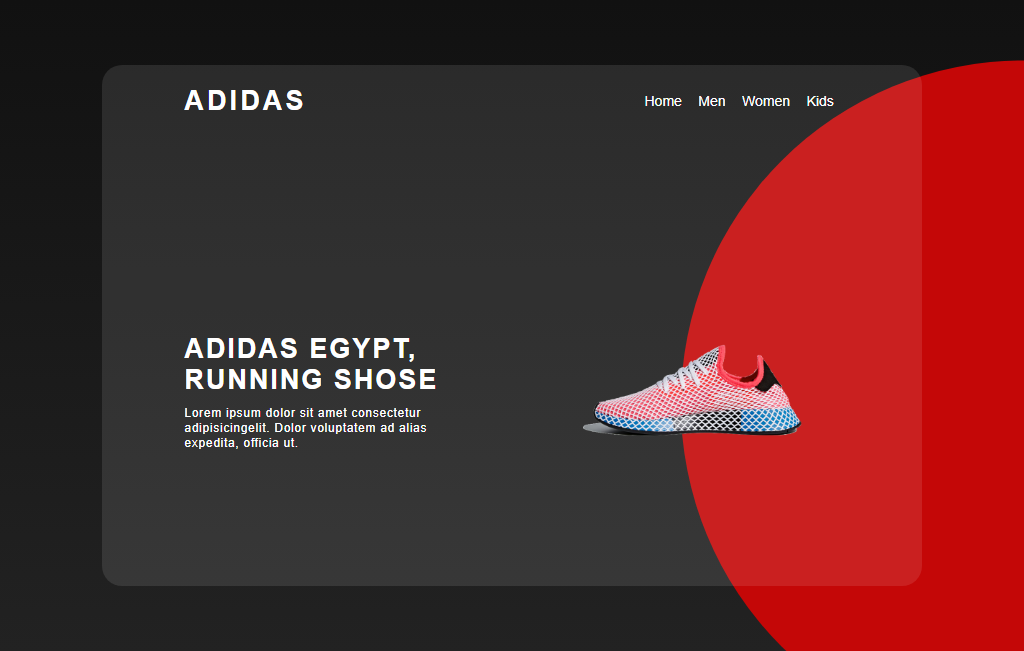 ADIDAS
Home Men Women Kids
ADIDAS EGYPT,
RUNNING SHOSE
Lorem ipsum dolor sit amet consectetur
adipisicingelit. Dolor voluptatem ad alias
expedita, officia ut.